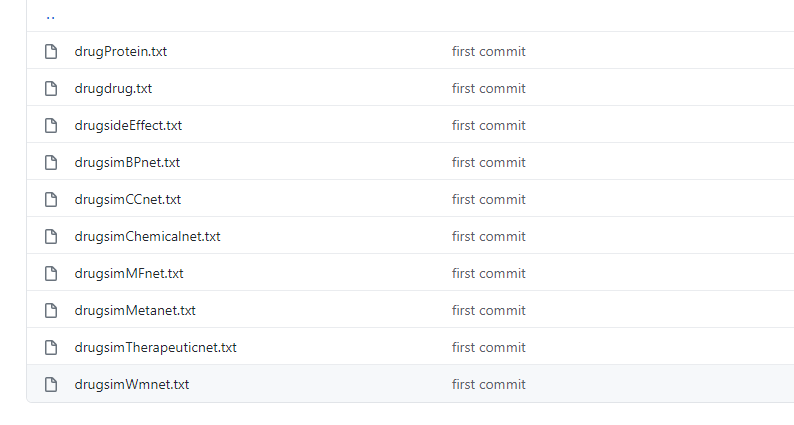 ..
drugProtein.txt first commit
drugdrug.txt first commit
drugsideEffect.txt first commit
drugsimBPnet.txt first commit
drugsimCCnet.txt first commit
drugsimChemicalnet.txt first commit
drugsimMFnet.txt first commit
drugsimMetanet.txt first commit
drugsimTherapeuticnet.txt first commit
drugsimWmnet.txt first commit